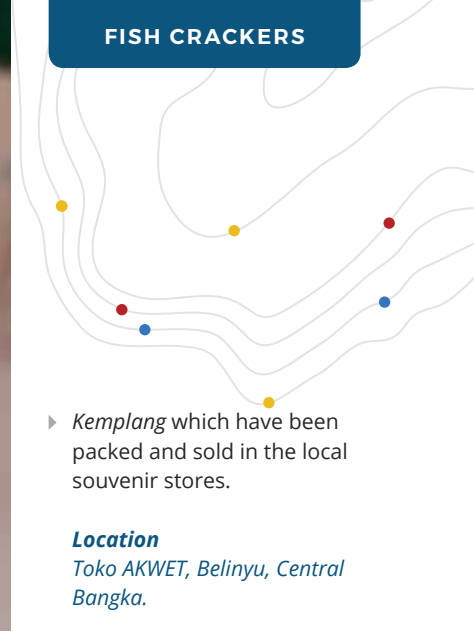 FISH CRACKERS
Kemplang which have been
packed and sold in the local
souvenir stores.
Location
Toko AKWET, Belinyu, Central
Bangka.